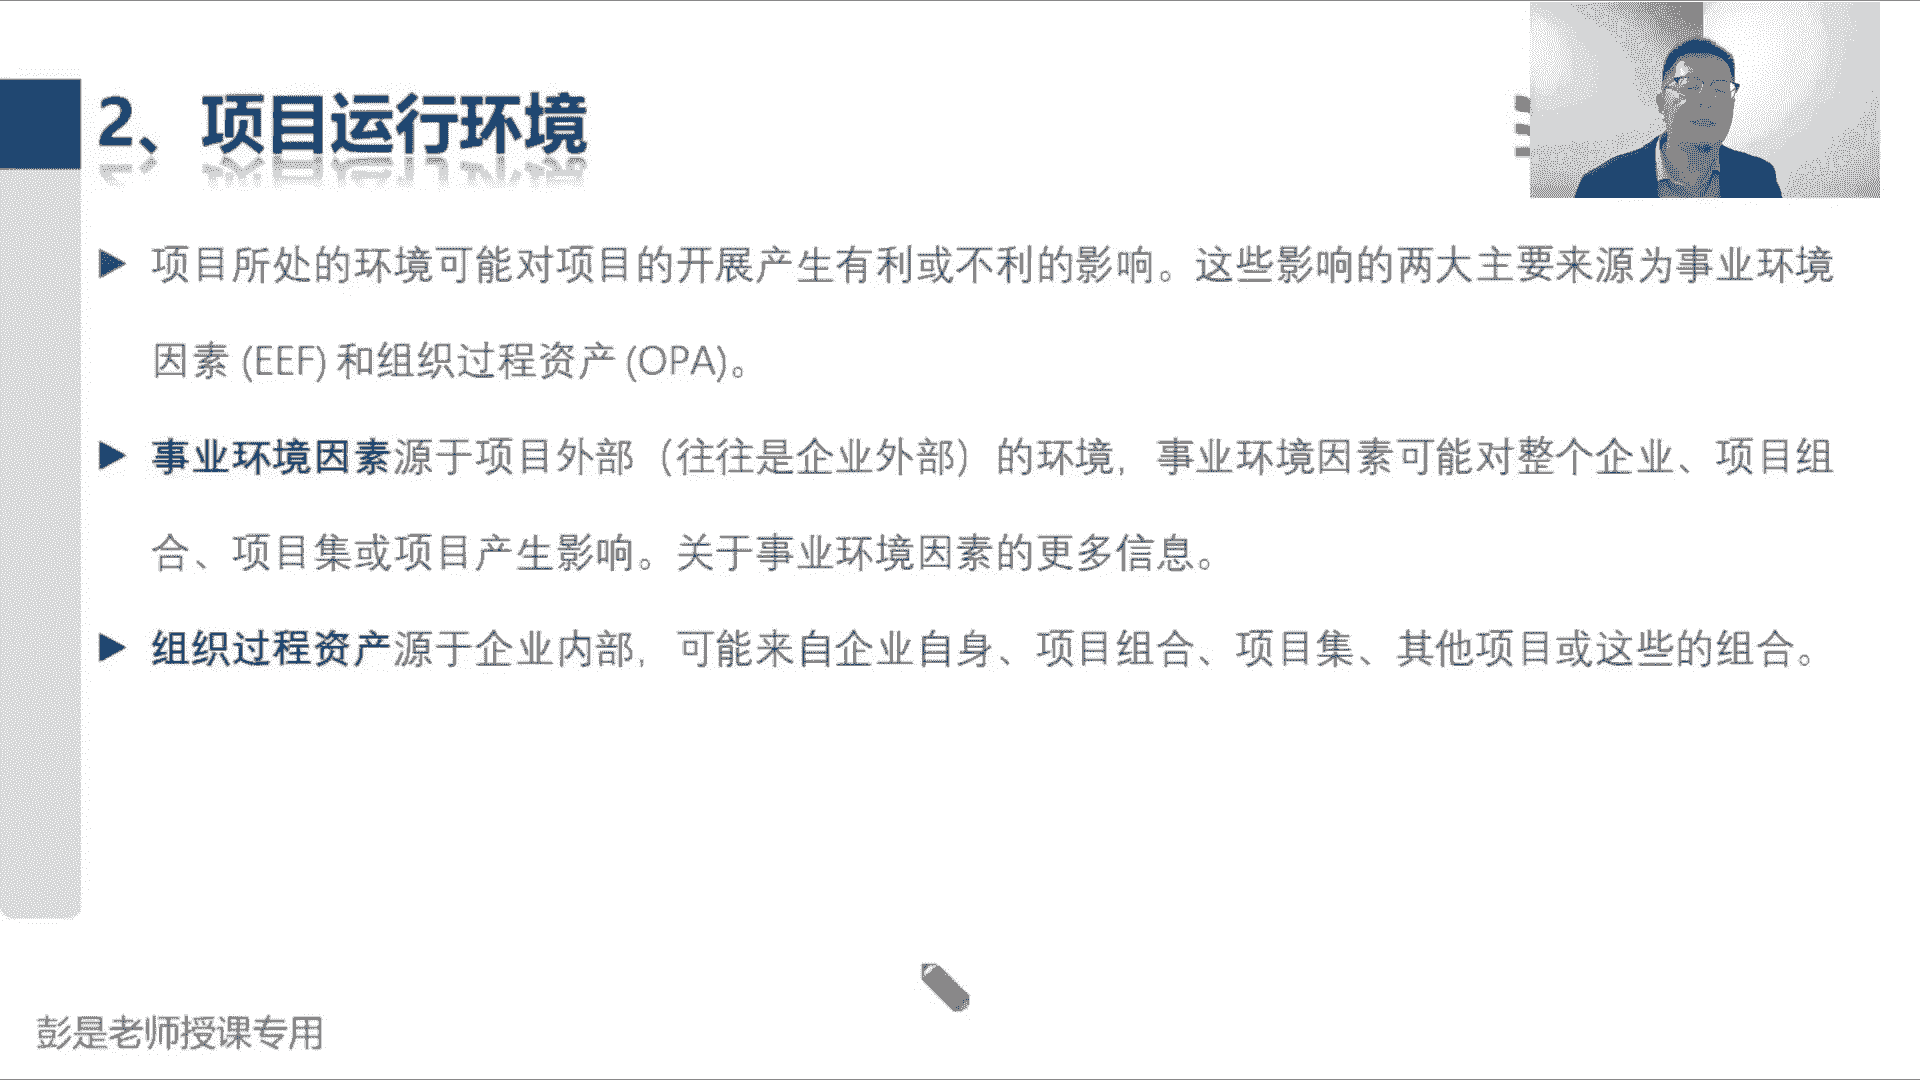 2、项目运行环境
项目所处的环境可能对项目的开展产生有利或不利的影响。这些影响的两大主要来源为事业环境
因素 (EEF) 和组织过程资产 (OPA)。
事业环境因素源于项目外部（往往是企业外部）的环境，事业环境因素可能对整个企业、项目组
合、项目集或项目产生影响。关于事业环境因素的更多信息。
组织过程资产源于企业内部，可能来自企业自身、项目组合、项目集、其他项目或这些的组合。
彭是老师授课专用